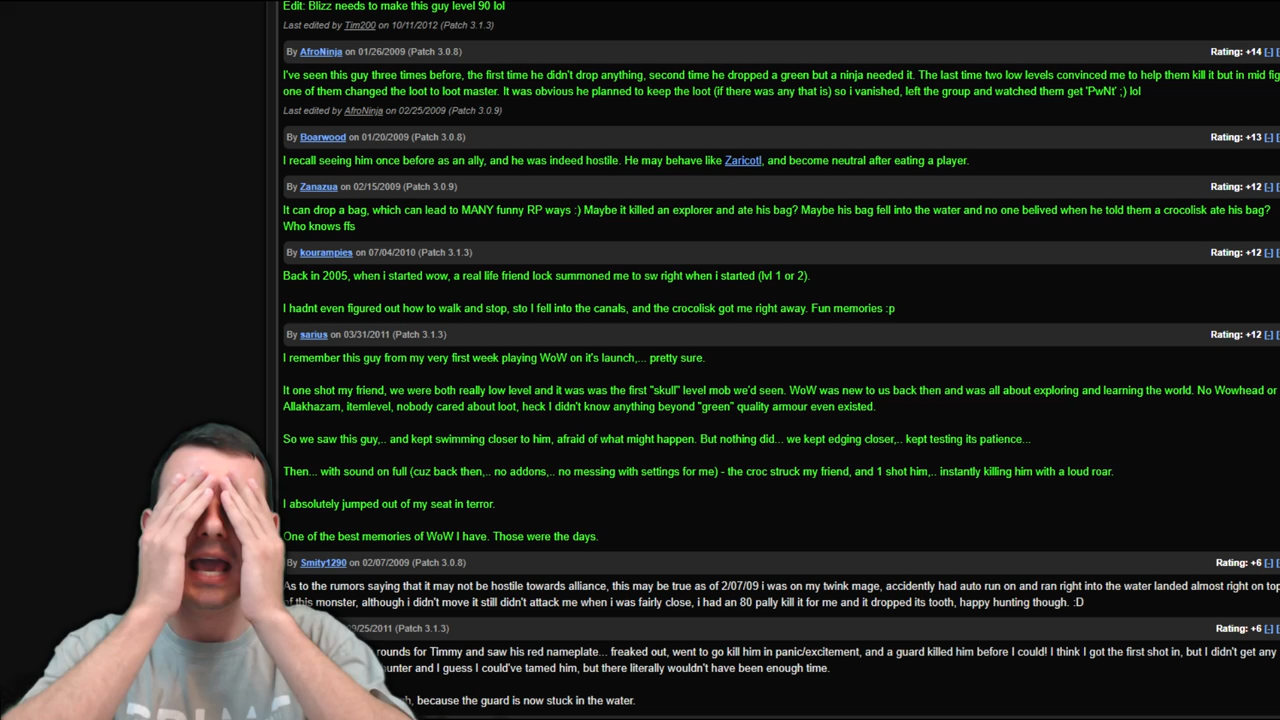 Edit: Blizz needs to make this guy level 90 lol
Last edited by Tim200 on 10/11/2012 (Patch 3.1.3)
By AfroNinja on 01/26/2009 (Patch 3.0.8) Rating: +14 [-] [
I've seen this guy three times before, the first time he didn't drop anything, second time he dropped a green but a ninja needed it. The last time two low levels convinced me to help them kill it but in mid fig
one of them changed the loot to loot master. It was obvious he planned to keep the loot (if there was any that is) so i vanished, left the group and watched them get 'PwNt' ;) lol
Last edited by AfroNinja on 02/25/2009 (Patch 3.0.9)
By Boarwood on 01/20/2009 (Patch 3.0.8) Rating: +13 [-] [
I recall seeing him once before as an ally, and he was indeed hostile. He may behave like Zaricotl, and become neutral after eating a player.
By Zanazua on 02/15/2009 (Patch 3.0.9) Rating: +12 [-] [
It can drop a bag, which can lead to MANY funny RP ways :) Maybe it killed an explorer and ate his bag? Maybe his bag fell into the water and no one belived when he told them a crocolisk ate his bag?
Who knows ffs
By kourampies on 07/04/2010 (Patch 3.1.3) Rating: +12 [-] [
Back in 2005, when i started wow, a real life friend lock summoned me to sw right when i started (lvl 1 or 2).
I hadnt even figured out how to walk and stop, sto I fell into the canals, and the crocolisk got me right away. Fun memories :p
By sarius on 03/31/2011 (Patch 3.1.3) Rating: +12 [-] [
I remember this guy from my very first week playing WoW on it's launch,... pretty sure.
It one shot my friend, we were both really low level and it was was the first "skull" level mob we'd seen. WoW was new to us back then and was all about exploring and learning the world. No Wowhead or
Allakhazam, itemlevel, nobody cared about loot, heck I didn't know anything beyond "green" quality armour even existed.
So we saw this guy,.. and kept swimming closer to him, afraid of what might happen. But nothing did... we kept edging closer,.. kept testing its patience...
Then... with sound on full (cuz back then,.. no addons,.. no messing with settings for me) - the croc struck my friend, and 1 shot him,.. instantly killing him with a loud roar.
I absolutely jumped out of my seat in terror.
One of the best memories of WoW I have. Those were the days.
By Smity1290 on 02/07/2009 (Patch 3.0.8) Rating: +6 [-] [
As to the rumors saying that it may not be hostile towards alliance, this may be true as of 2/07/09 i was on my twink mage, accidently had auto run on and ran right into the water landed almost right on top
of this monster, although i didn't move it still didn't attack me when i was fairly close, i had an 80 pally kill it for me and it dropped its tooth, happy hunting though. :D
0/25/2011 (Patch 3.1.3) Rating: +6 [-] [
rounds for Timmy and saw his red nameplate... freaked out, went to go kill him in panic/excitement, and a guard killed him before I could! I think I got the first shot in, but I didn't get any
unter and I guess I could've tamed him, but there literally wouldn't have been enough time.
h, because the guard is now stuck in the water.